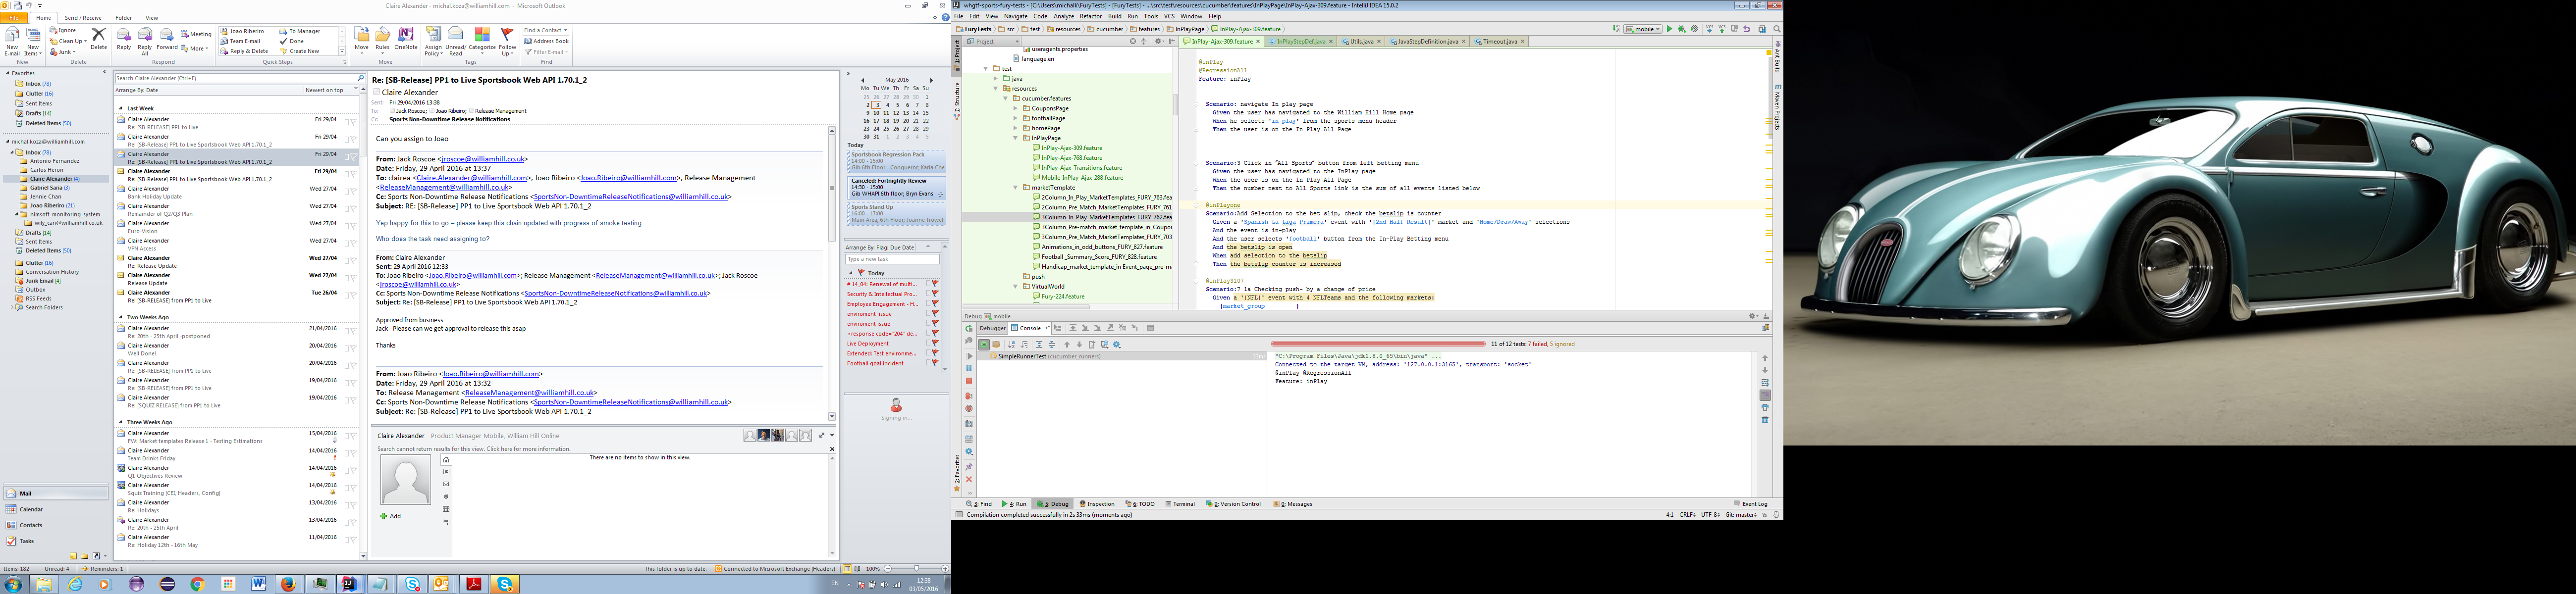 Claire Alexander - michal.koza@williamhill.com - Microsoft Outlook
File
Home
Send / Receive
Folder
View
New E-mail
New Items
Ignore
Clean Up
Junk
Delete
Reply
Reply All
Forward
Meeting
More
Joao Ribeiro
Team E-mail
Reply & Delete
To Manager
Done
Create New
Move
Rules
OneNote
Assign Policy
Unread/ Read
Categorize
Follow Up
Find a Contact
Address Book
Filter E-mail
New
Delete
Respond
Quick Steps
Move
Tags
Find
Favorites
Inbox (78)
Clutter (16)
Sent Items
Drafts [14]
Deleted Items (50)
michal.koza@williamhill.com
Inbox (78)
Antonio Fernandez
Carlos Heron
Claire Alexander (4)
Gabriel Saria (3)
Jennie Chan
Joao Ribeiro (21)
nimsoft_monitoring_system
wily_can@williamhill.co.uk
Drafts [14]
Sent Items
Deleted Items (50)
Clutter (16)
Conversation History
Junk Email (4)
Outbox
RSS Feeds
Search Folders
Mail
Calendar
Contacts
Tasks
Search Claire Alexander (Ctrl+E)
Arrange By: Date
Newest on top
Last Week
Claire Alexander Fri 29/04
Re: [SB-RELEASE] PP1 to Live
Claire Alexander Fri 29/04
Re: [SB-Release] PP1 to Live Sportsbook Web API 1.70.1_2
Claire Alexander Fri 29/04
Re: [SB-Release] PP1 to Live Sportsbook Web API 1.70.1_2
Claire Alexander Fri 29/04
Re: [SB-Release] PP1 to Live Sportsbook Web API 1.70.1_2
Claire Alexander Wed 27/04
Bank Holiday Update
Claire Alexander Wed 27/04
Remainder of Q2/Q3 Plan
Claire Alexander Wed 27/04
Euro-Vision
Claire Alexander Wed 27/04
VPN Access
Claire Alexander Wed 27/04
Re: Release Update
Claire Alexander Wed 27/04
Release Update
Claire Alexander Tue 26/04
Re: [SB-RELEASE] from PP1 to Live
Two Weeks Ago
Claire Alexander 21/04/2016
Re: 20th - 25th April -postponed
Claire Alexander 20/04/2016
Well Done!
Claire Alexander 20/04/2016
Re: [SB-RELEASE] from PP1 to Live
Claire Alexander 19/04/2016
Re: [SB-RELEASE] from PP1 to Live
Claire Alexander 19/04/2016
Re: [SQUIZ RELEASE] from PP1 to Live
Three Weeks Ago
Claire Alexander 15/04/2016
FW: Market templates Release 1 - Testing Estimations
Claire Alexander 14/04/2016
Team Drinks Friday
Claire Alexander 14/04/2016
Q1 Objectives Review
Claire Alexander 14/04/2016
Squiz Training (CEI, Headers, Config)
Claire Alexander 13/04/2016
Re: Holidays
Claire Alexander 13/04/2016
Re: 20th - 25th April
Claire Alexander 11/04/2016
Re: Holiday 12th - 16th May
Re: [SB-Release] PP1 to Live Sportsbook Web API 1.70.1_2
Claire Alexander
Sent: Fri 29/04/2016 13:38
To: Jack Roscoe; Joao Ribeiro; Release Management
Cc: Sports Non-Downtime Release Notifications
Can you assign to Joao
From: Jack Roscoe <jroscoe@williamhill.co.uk>
Date: Friday, 29 April 2016 at 13:37
To: clairea <Claire.Alexander@williamhill.com>, Joao Ribeiro <Joao.Ribeiro@williamhill.com>, Release Management
<ReleaseManagement@williamhill.co.uk>
Cc: Sports Non-Downtime Release Notifications <SportsNon-DowntimeReleaseNotifications@williamhill.co.uk>
Subject: RE: [SB-Release] PP1 to Live Sportsbook Web API 1.70.1_2
Yep happy for this to go – please keep this chain updated with progress of smoke testing.
Who does the task need assigning to?
From: Claire Alexander
Sent: 29 April 2016 12:33
To: Joao Ribeiro <Joao.Ribeiro@williamhill.com>; Release Management <ReleaseManagement@williamhill.co.uk>; Jack Roscoe
<jroscoe@williamhill.co.uk>
Cc: Sports Non-Downtime Release Notifications <SportsNon-DowntimeReleaseNotifications@williamhill.co.uk>
Subject: Re: [SB-Release] PP1 to Live Sportsbook Web API 1.70.1_2
Approved from business
Jack - Please can we get approval to release this asap
Thanks
From: Joao Ribeiro <Joao.Ribeiro@williamhill.com>
Date: Friday, 29 April 2016 at 13:32
To: Release Management <ReleaseManagement@williamhill.co.uk>
Cc: Sports Non-Downtime Release Notifications <SportsNon-DowntimeReleaseNotifications@williamhill.co.uk>
Subject: Re: [SB-Release] PP1 to Live Sportsbook Web API 1.70.1_2
Claire Alexander Product Manager Mobile, William Hill Online
Search cannot return results for this view. Click here for more information.
There are no items to show in this view.
Add
May 2016
Mo Tu We Th Fr Sa Su
25 26 27 28 29 30 1
2 3 4 5 6 7 8
9 10 11 12 13 14 15
16 17 18 19 20 21 22
23 24 25 26 27 28 29
30 31 1 2 3 4 5
Today
Sportsbook Regression Pack
14:00 - 15:00
Gib 6th Floor - Conqueror; Karla Che
Canceled: Fortnightly Review
14:30 - 15:00
Gib WHAPI 6th floor; Bryn Evans
Sports Stand Up
16:00 - 17:00
Main Area, 6th Floor; Joanne Trowel
Arrange By: Flag: Due Date
Type a new task
Today
# 14_04: Renewal of multi...
Security & Intellectual Pro...
Employee Engagement - H...
enviroment issue
enviroment issue
<response code="204" de...
Live Deployment
Extended: Test environme...
Football goal incident
Signing in...
Items: 182
Unread: 4
Reminders: 1
This folder is up to date.
Connected to Microsoft Exchange (Headers)
100%
EN
12:38
03/05/2016
whgtf-sports-fury-tests - [C:\Users\michalk\FuryTests] - [FuryTests] - ...\src\test\resources\cucumber\features\InPlayPage\InPlay-Ajax-309.feature - IntelliJ IDEA 15.0.2
File Edit View Navigate Code Analyze Refactor Build Run Tools VCS Window Help
furyTests
src
test
resources
cucumber
features
InPlayPage
InPlay-Ajax-309.feature
mobile
Project
InPlay-Ajax-309.feature
InPlayStepDef.java
Utils.java
JavaStepDefinition.java
Timeout.java
1: Project
7: Structure
2: Favorites
Ant Build
Maven Projects
useragents.properties
language.en
test
java
resources
cucumber.features
CouponsPage
footballPage
homePage
InPlayPage
InPlay-Ajax-309.feature
InPlay-Ajax-768.feature
InPlay-Ajax-Transitions.feature
Mobile-InPlay-Ajax-288.feature
marketTemplate
2Column_In_Play_MarketTemplates_FURY_763.fea
2Column_Pre_Match_MarketTemplates_FURY_761
3Column_In_Play_MarketTemplates_FURY_762.fea
3Column_Pre-match_market_template_in_Coupon
3Column_Pre_Match_MarketTemplates_FURY_703
Animations_in_odd_buttons_FURY_827.feature
Football _Summary_Score_FURY_828.feature
Handicap_market_template_in Event_page_pre-m
push
VirtualWorld
Fury-224.feature
@inPlay
@RegressionAll
Feature: inPlay
Scenario: navigate In play page
Given the user has navigated to the William Hill Home page
When he selects 'in-play' from the sports menu header
Then the user is on the In Play All Page
Scenario:3 Click in "All Sports" button from left betting menu
Given the user has navigated to the InPlay page
When the user is on the In Play All Page
Then the number next to All Sports link is the sum of all events listed below
@inPlayone
Scenario:Add Selection to the bet slip, check the betslip is counter
Given a 'Spanish La Liga Primera' event with '|2nd Half Result|' market and "Home/Draw/Away" selections
And the event is in-play
And the user selects 'football' button from the In-Play Betting menu
And the betslip is open
When add selection to the betslip
Then the betslip counter is increased
@inPlay3107
Scenario:7 1a Checking push- by a change of price
Given a '|NFL|' event with 4 NFLTeams and the following markets:
|market_group |
Debug mobile
Debugger
Console
11 of 12 tests: 7 failed, 5 ignored
SimpleRunnerTest (cucumber_runners)
"C:\Program Files\Java\jdk1.8.0_65\bin\java" ...
Connected to the target VM, address: '127.0.0.1:3165', transport: 'socket'
@inPlay @RegressionAll
Feature: inPlay
3: Find
4: Run
5: Debug
Inspection
6: TODO
Terminal
9: Version Control
0: Messages
Event Log
Compilation completed successfully in 2s 33ms (moments ago)
4:1 CRLF UTF-8 Git: master